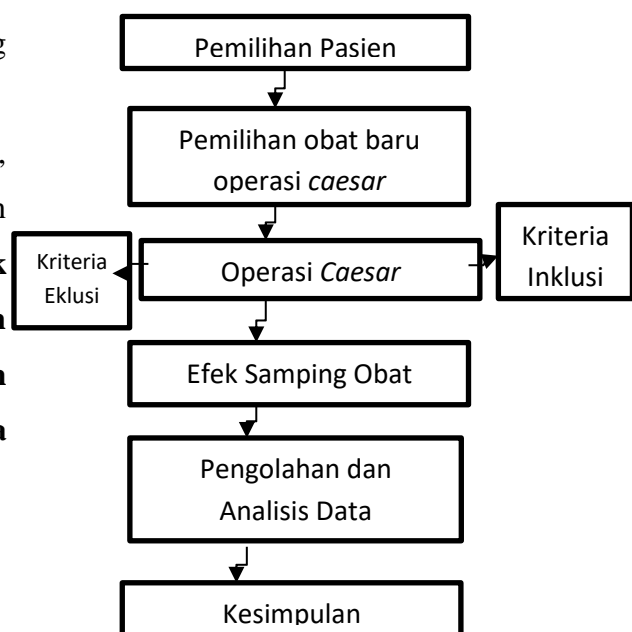 g
Pemilihan Pasien
Pemilihan obat baru
operasi caesar
,
n
k
n
n
a
Kriteria
Eklusi
Operasi Caesar
Kriteria
Inklusi
Efek Samping Obat
Pengolahan dan
Analisis Data
Kesimpulan